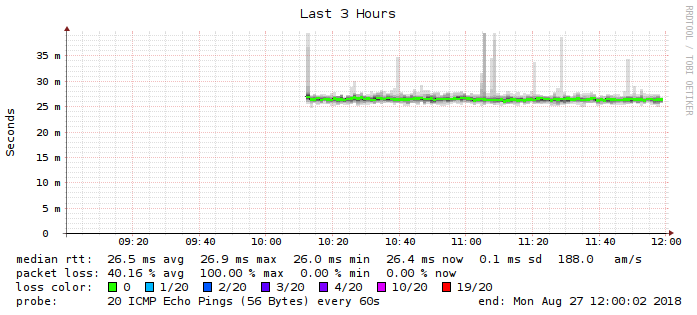 Last 3 Hours
RRDTOOL / TOBI OETIKER
Seconds
35 m
30 m
25 m
20 m
15 m
10 m
5 m
0
09:20 09:40 10:00 10:20 10:40 11:00 11:20 11:40 12:00
median rtt: 26.5 ms avg 26.9 ms max 26.0 ms min 26.4 ms now 0.1 ms sd 188.0 am/s
packet loss: 40.16 % avg 100.00 % max 0.00 % min 0.00 % now
loss color: 0 1/20 2/20 3/20 4/20 10/20 19/20
probe: 20 ICMP Echo Pings (56 Bytes) every 60s end: Mon Aug 27 12:00:02 2018